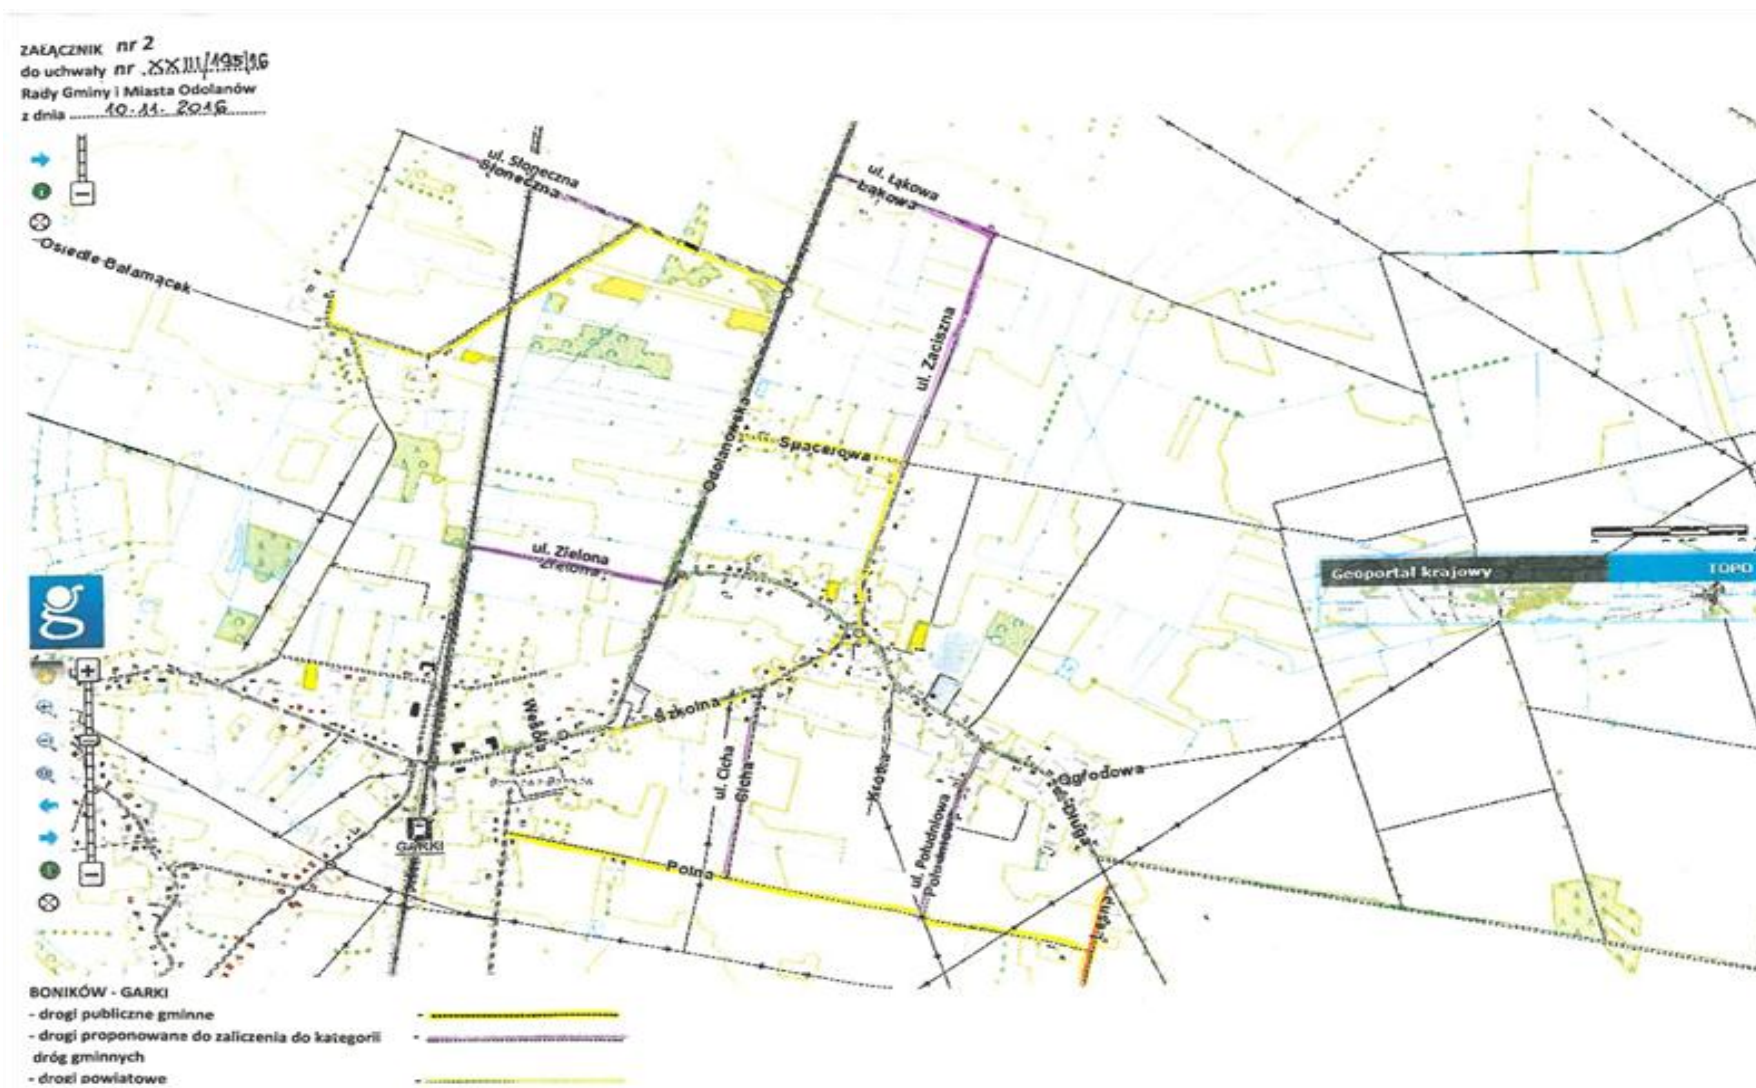 ZAŁĄCZNIK nr 2
do uchwały nr XXIII/195/16
Rady Gminy i Miasta Odolanów
z dnia 10.11.2016
ul. Słoneczna
Słoneczna
ul. Łąkowa
Łąkowa
Osiedle Bałamącek
ul. Zaciszna
Odolanowska
Spacerowa
ul. Zielona
Zielona
Geoportal krajowy
TOPO
g
Wesoła
Szkolna
ul. Cicha
Cicha
Krótka
Ogrodowa
ul. Południowa
Południowa
Długa
GARKI
Polna
Leśna
BONIKÓW - GARKI
- drogi publiczne gminne -
- drogi proponowane do zaliczenia do kategorii -
dróg gminnych
- drogi powiatowe -